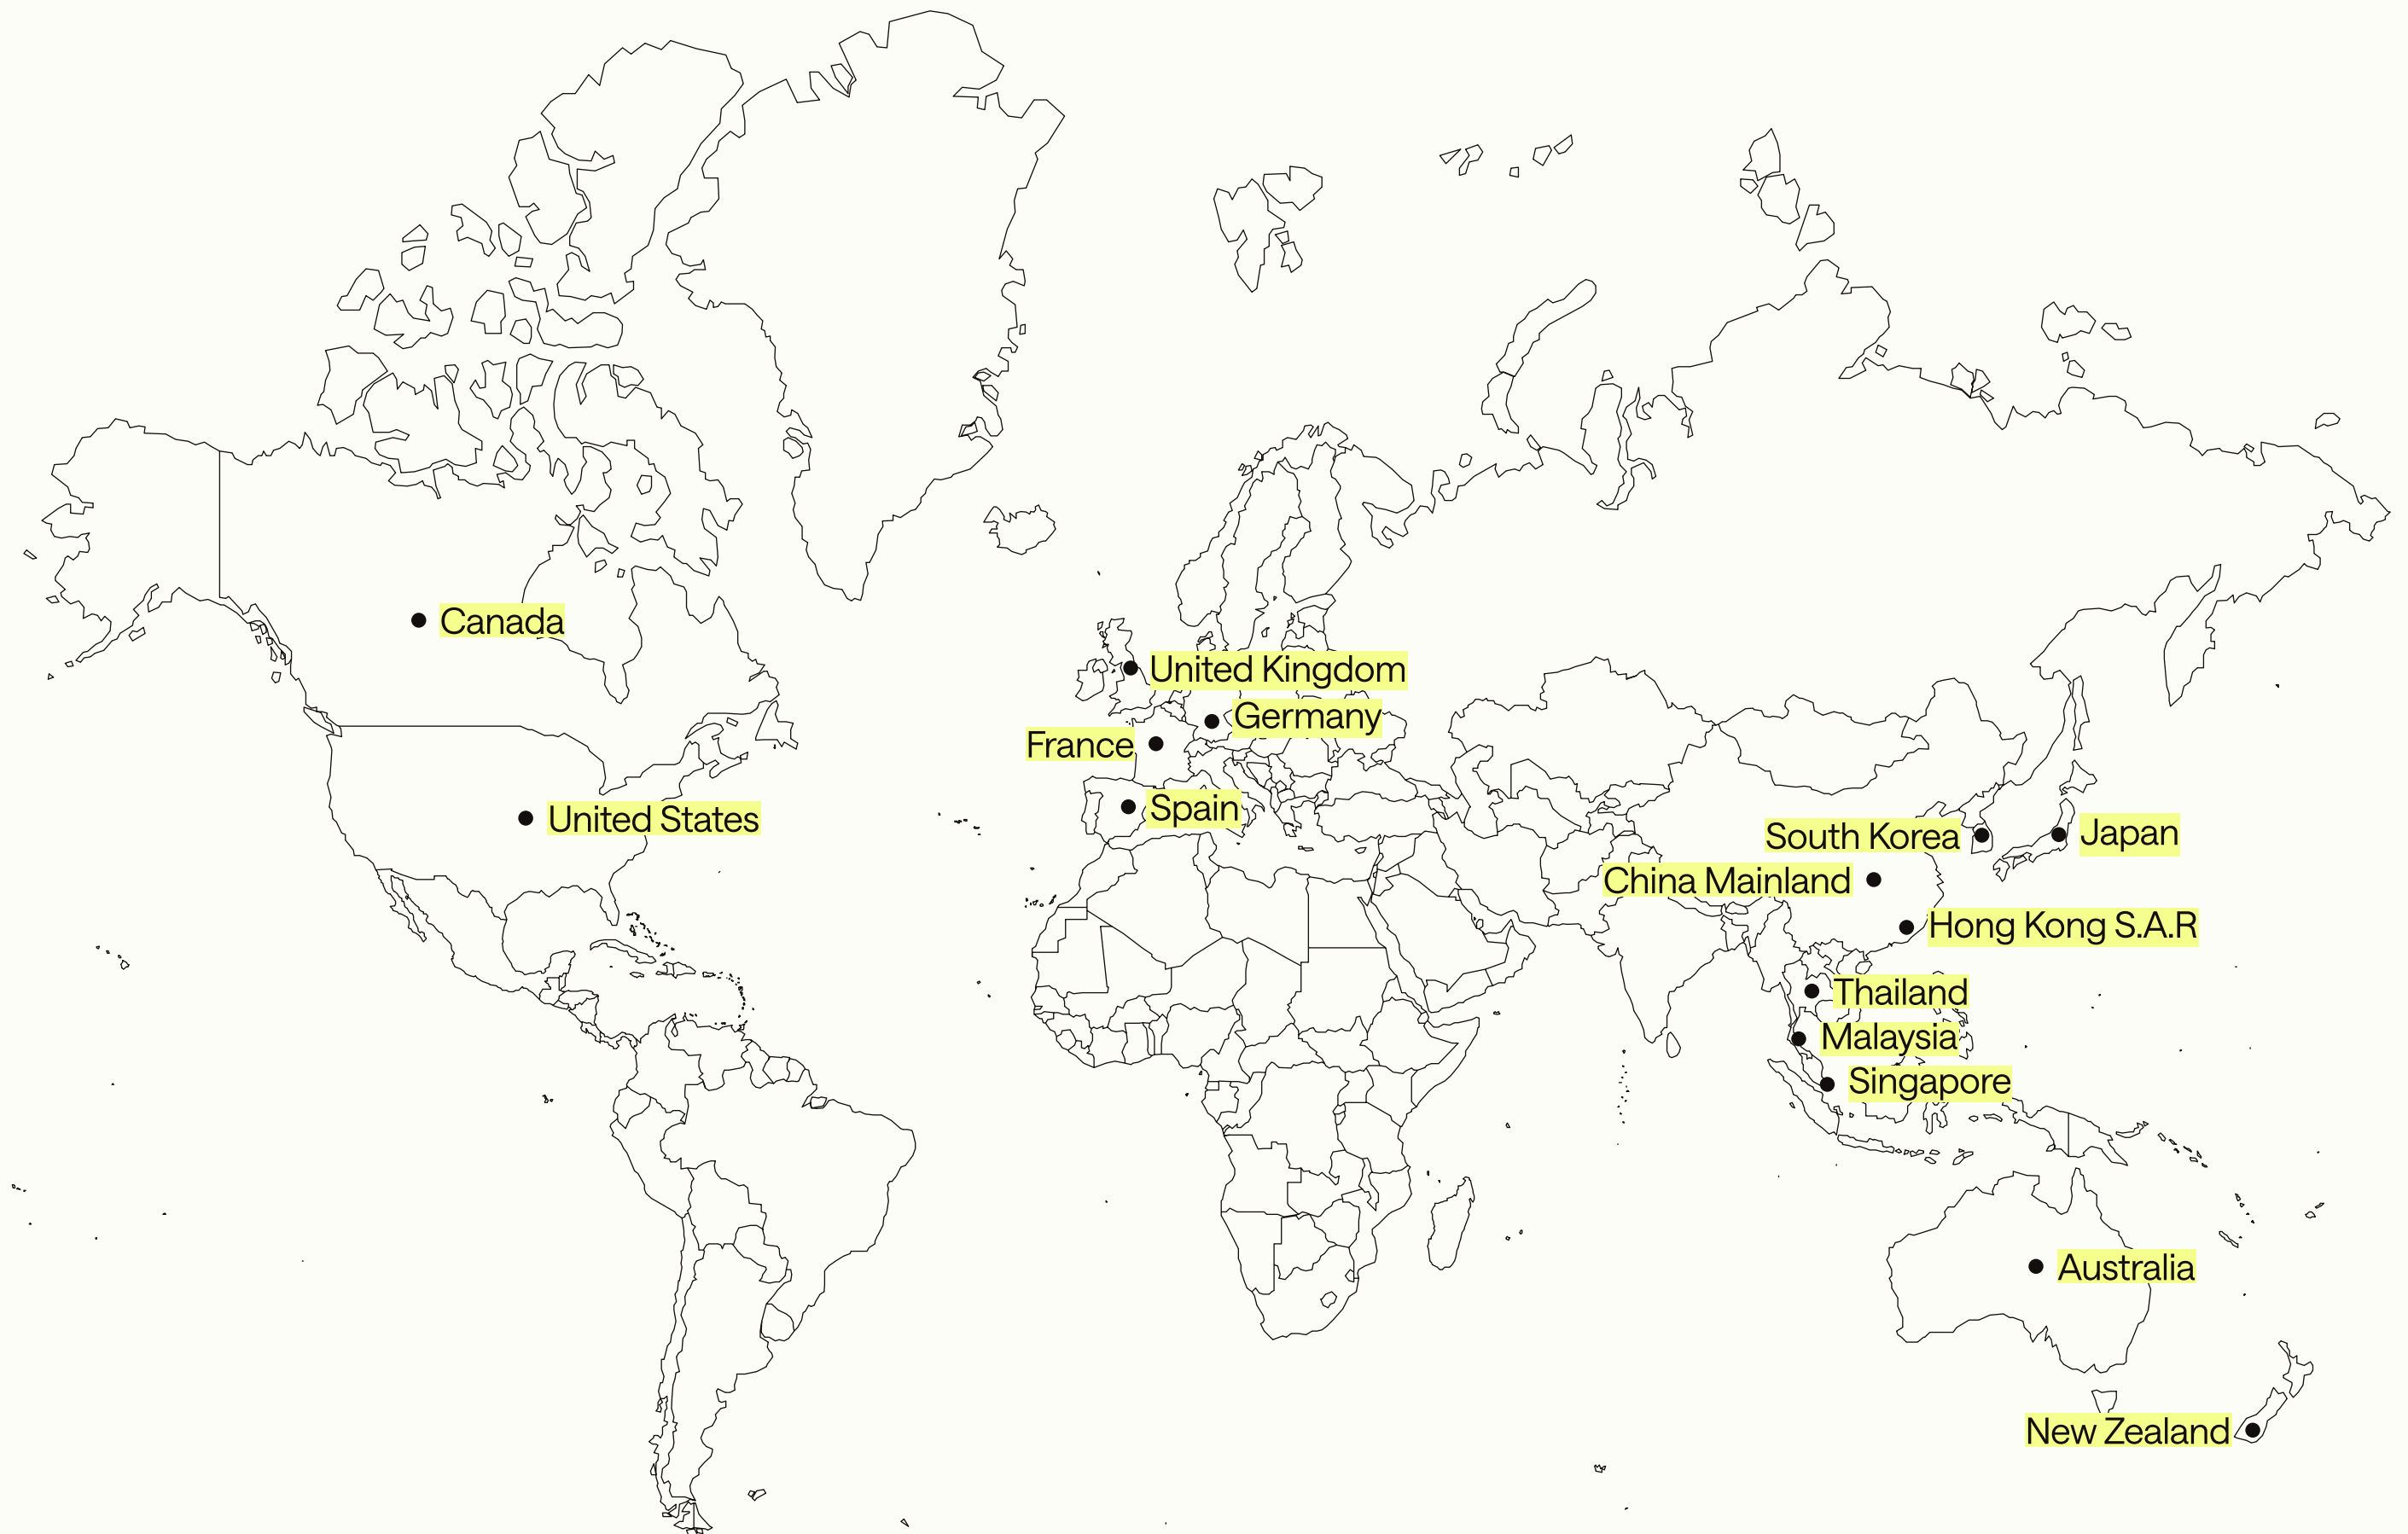 Canada
United Kingdom
Germany
France
Spain
United States
South Korea
Japan
China Mainland
Hong Kong S.A.R
Thailand
Malaysia
Singapore
Australia
New Zealand